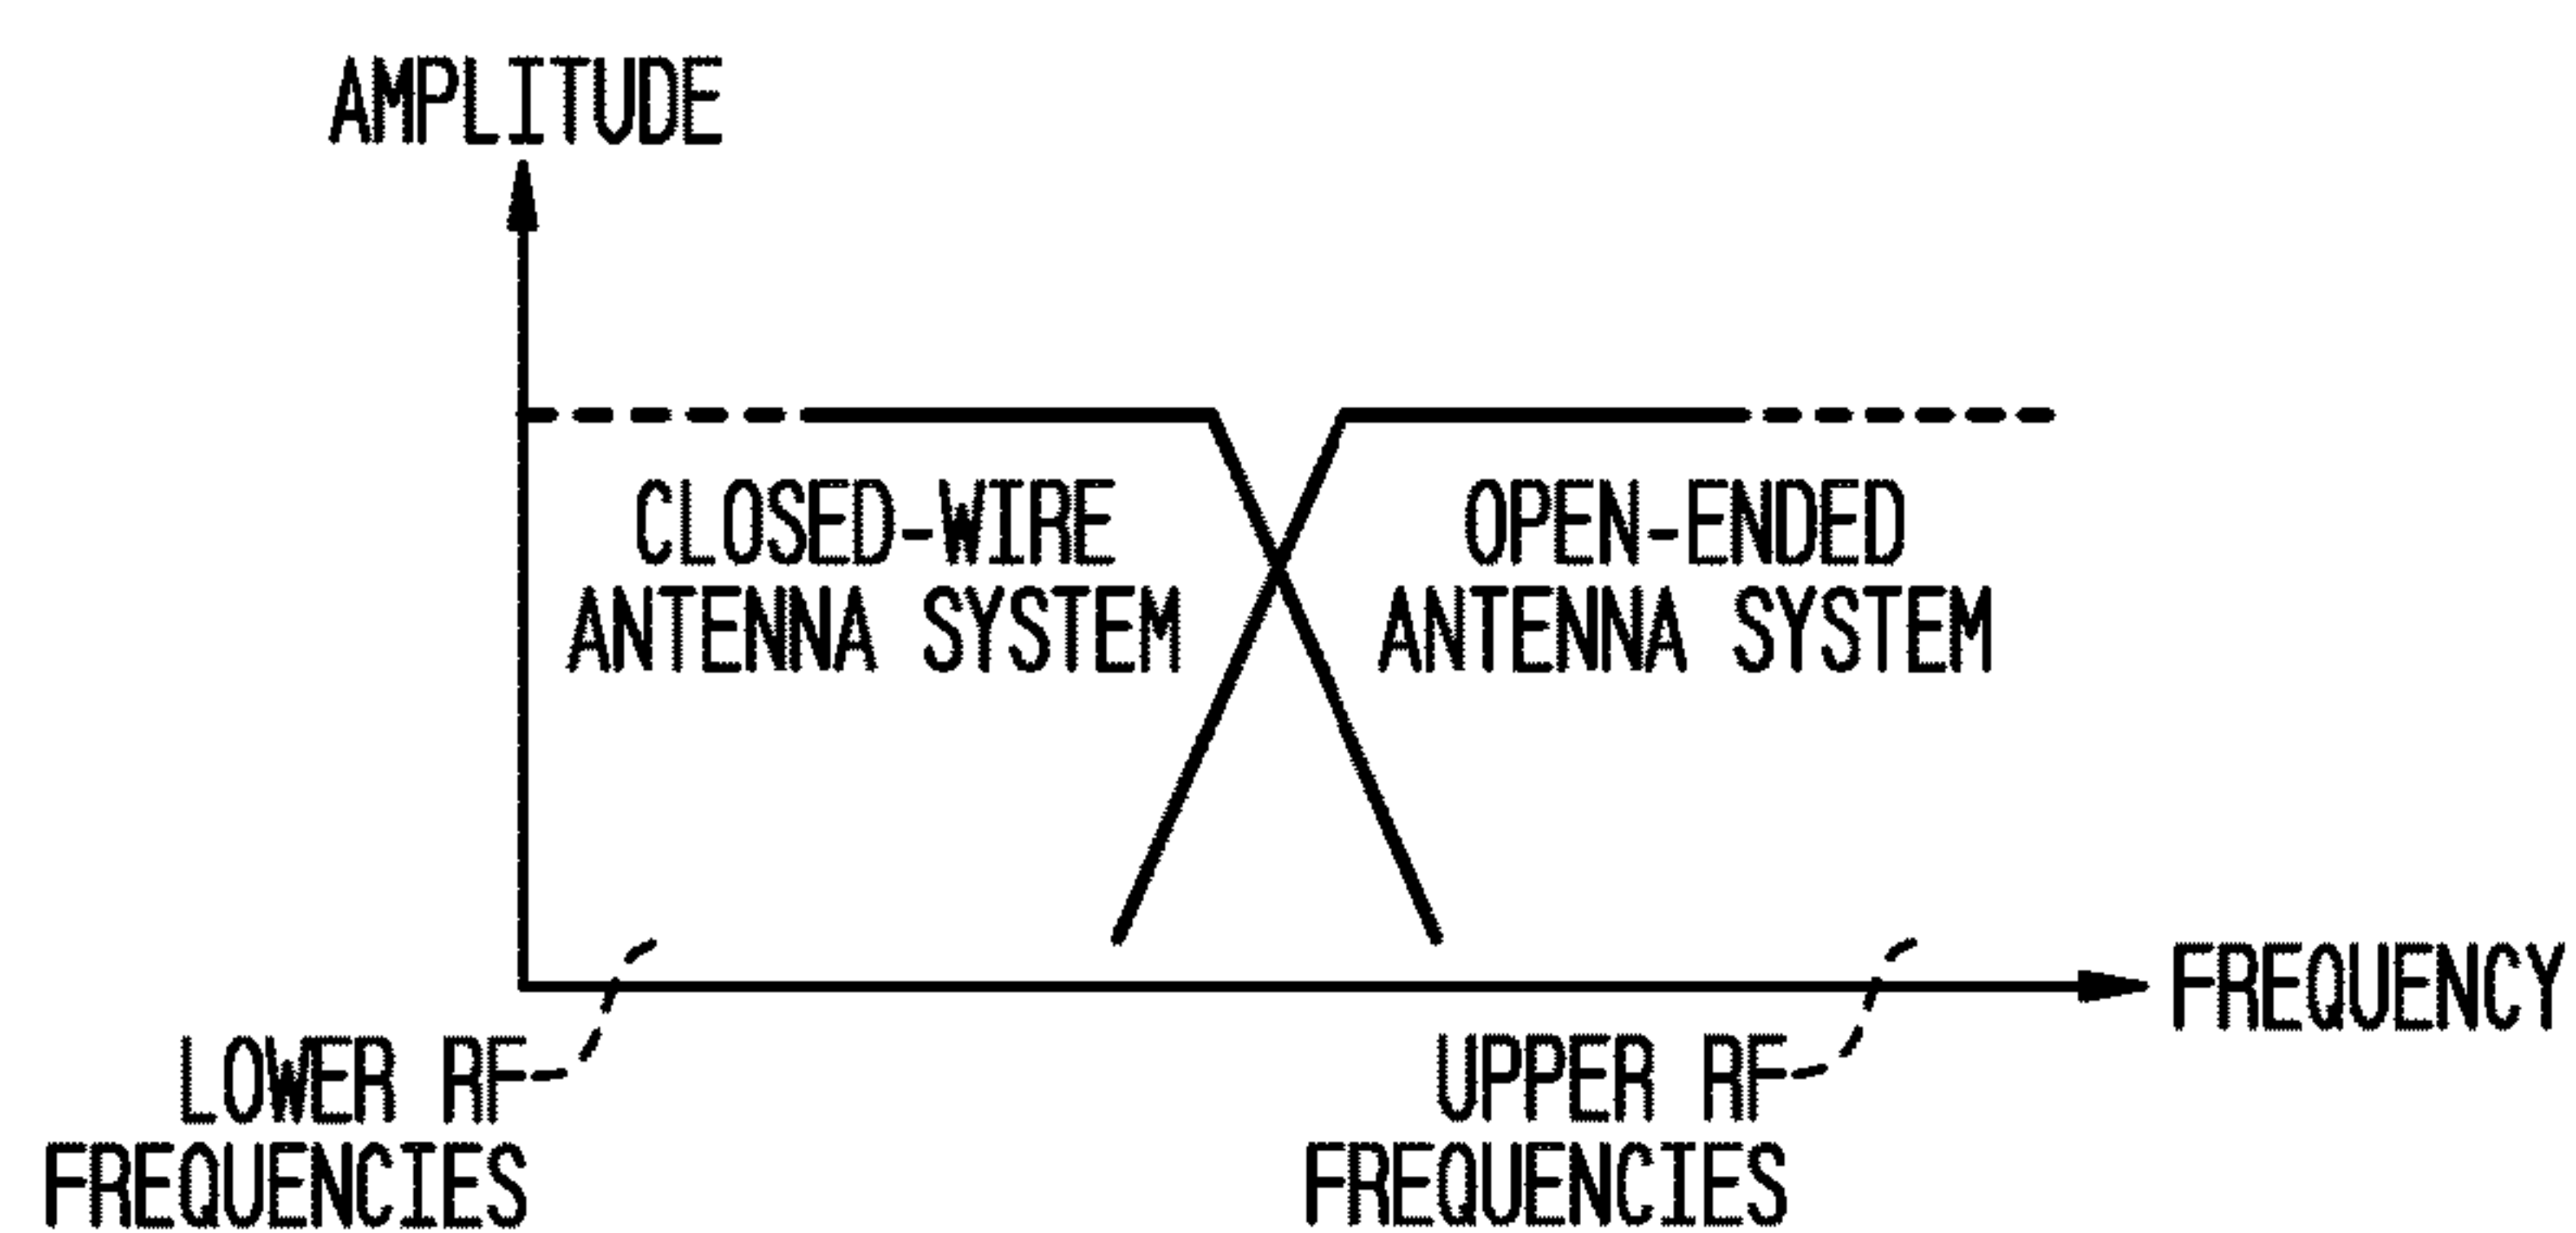 AMPLITUDE
CLOSED-WIRE
ANTENNA SYSTEM
OPEN-ENDED
ANTENNA SYSTEM
FREQUENCY
LOWER RF
FREQUENCIES
UPPER RF
FREQUENCIES